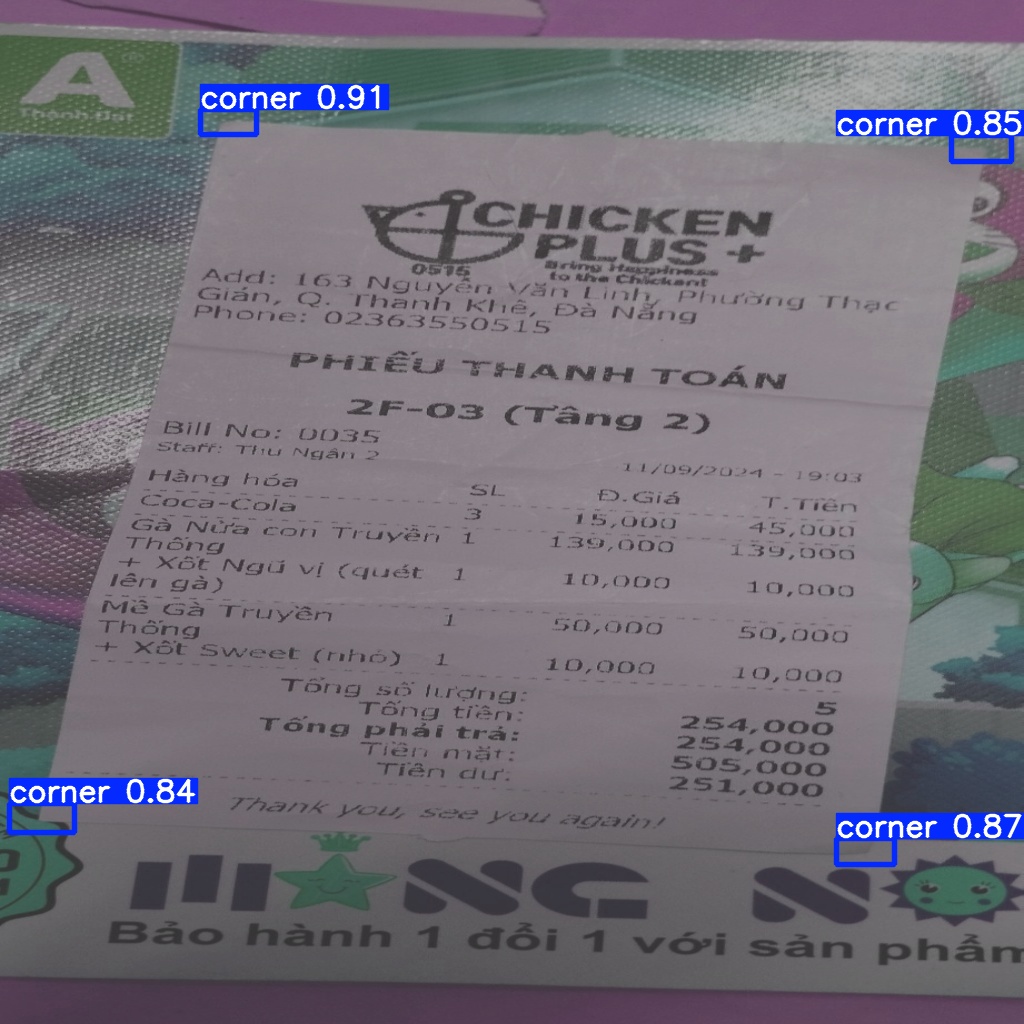 A
Thành Đạt
corner 0.91
corner 0.85
CHICKEN
PLUS +
0515
Bring Happiness
to the Chickent
Add: 163 Nguyễn Văn Linh, Phường Thạc
Gián, Q. Thanh Khê, Đà Nẵng
Phone: 02363550515
PHIẾU THANH TOÁN
2F-03 (Tầng 2)
Bill No: 0035
Staff: Thu Ngân 2
11/09/2024 - 19:03
Hàng hóa SL Đ.Giá T.Tiền
Coca-Cola 3 15,000 45,000
Gà Nửa con Truyền 1 139,000 139,000
Thống
+ Xốt Ngũ vị (quét 1 10,000 10,000
lên gà)
Mề Gà Truyền 1 50,000 50,000
Thống
+ Xốt Sweet (nhỏ) 1 10,000 10,000
Tổng số lượng: 5
Tổng tiền: 254,000
Tổng phải trả: 254,000
Tiền mặt: 505,000
Tiền dư: 251,000
Thank you, see you again!
corner 0.84
corner 0.87
Bảo hành 1 đổi 1 với sản phẩm